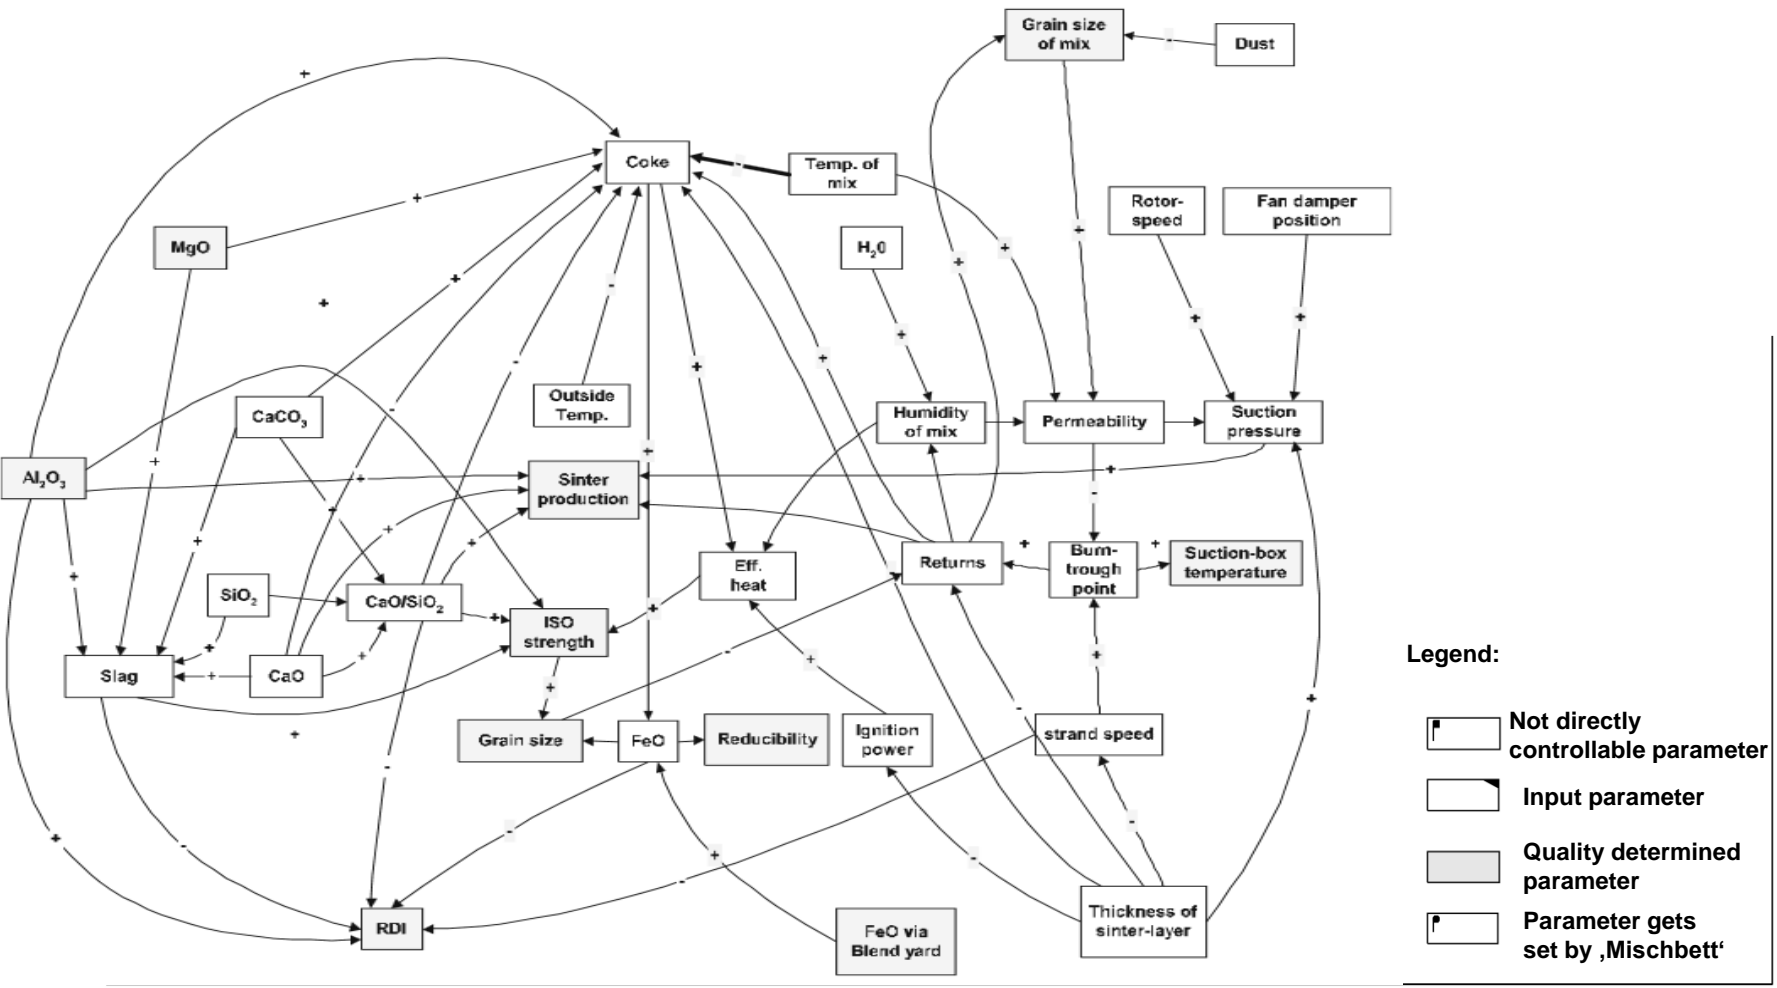 Grain size
of mix
Dust
Coke
Temp. of
mix
Rotor-
speed
Fan damper
position
MgO
H₂0
Outside
Temp.
CaCO₃
Humidity
of mix
Permeability
Suction
pressure
Al₂O₃
Sinter
production
Eff.
heat
Returns
Burn-
trough
point
Suction-box
temperature
SiO₂
CaO/SiO₂
ISO
strength
Slag
CaO
Grain size
FeO
Reducibility
Ignition
power
strand speed
RDI
FeO via
Blend yard
Thickness of
sinter-layer
Legend:
Not directly
controllable parameter
Input parameter
Quality determined
parameter
Parameter gets
set by ‚Mischbett‘